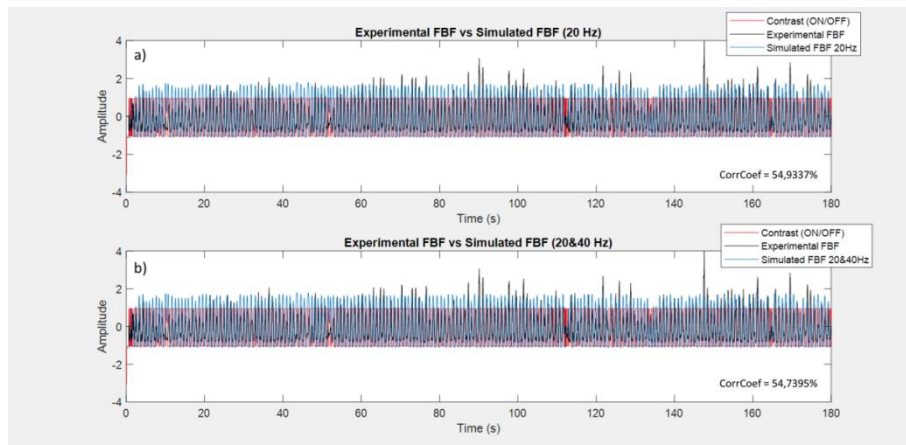 Experimental FBF vs Simulated FBF (20 Hz)
Contrast (ON/OFF)
Experimental FBF
Simulated FBF 20Hz
a)
4
2
0
-2
-4
Amplitude
CorrCoef = 54,9337%
0 20 40 60 80 100 120 140 160 180
Time (s)
Experimental FBF vs Simulated FBF (20&40 Hz)
Contrast (ON/OFF)
Experimental FBF
Simulated FBF 20&40Hz
b)
4
2
0
-2
-4
Amplitude
CorrCoef = 54,7395%
0 20 40 60 80 100 120 140 160 180
Time (s)